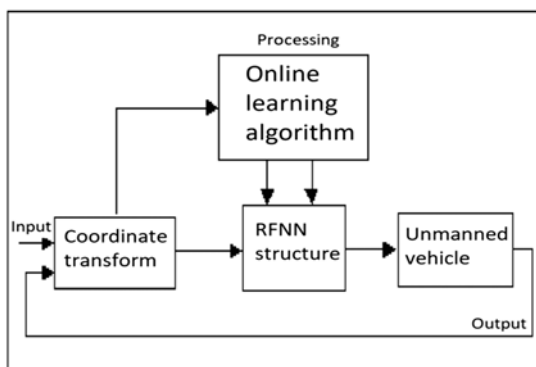 Processing
Online
learning
algorithm
Input
Coordinate
transform
RFNN
structure
Unmanned
vehicle
Output